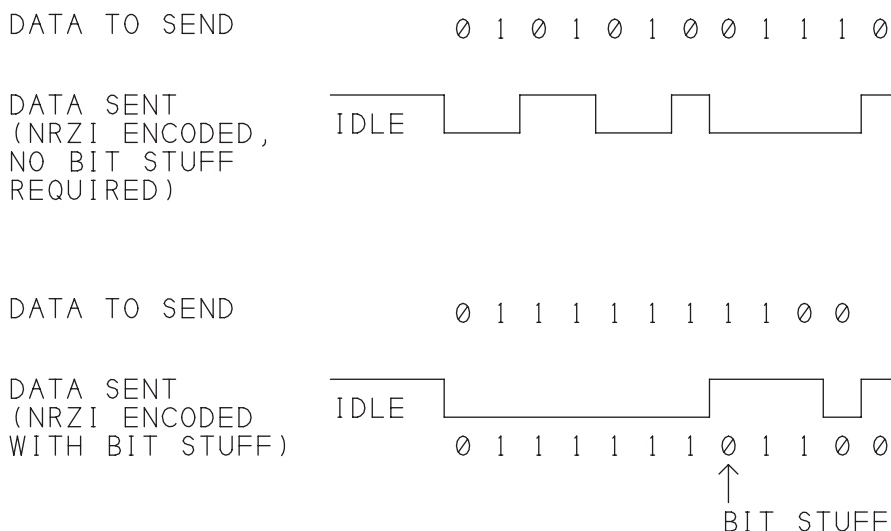 DATA TO SEND 0 1 0 1 0 1 0 0 1 1 1 0
DATA SENT
(NRZI ENCODED,
IDLE
NO BIT STUFF
REQUIRED)
DATA TO SEND 0 1 1 1 1 1 1 1 1 0 0
DATA SENT
(NRZI ENCODED
IDLE
WITH BIT STUFF) 0 1 1 1 1 1 1 0 1 1 0 0
BIT STUFF